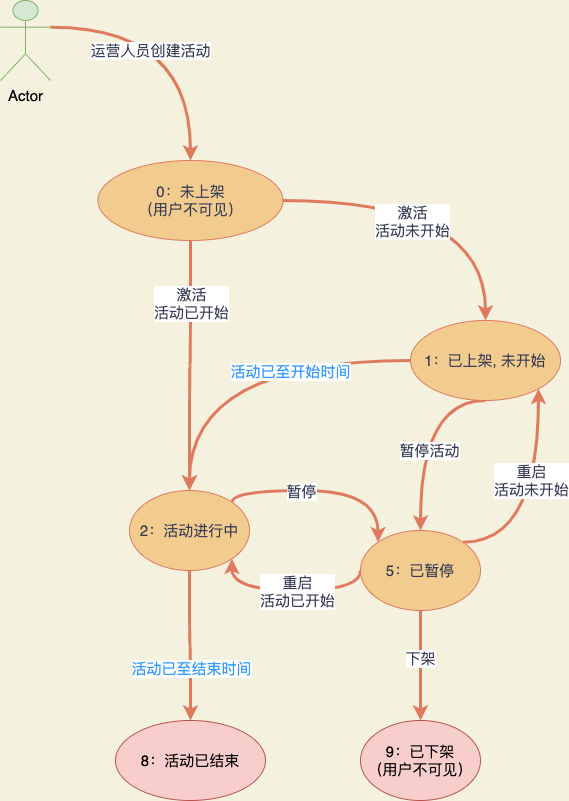 运营人员创建活动
Actor
0：未上架
(用户不可见)
激活
活动未开始
激活
活动已开始
1：已上架, 未开始
活动已至开始时间
暂停活动
重启
活动未开始
暂停
2：活动进行中
5：已暂停
重启
活动已开始
下架
活动已至结束时间
8：活动已结束
9：已下架
(用户不可见)